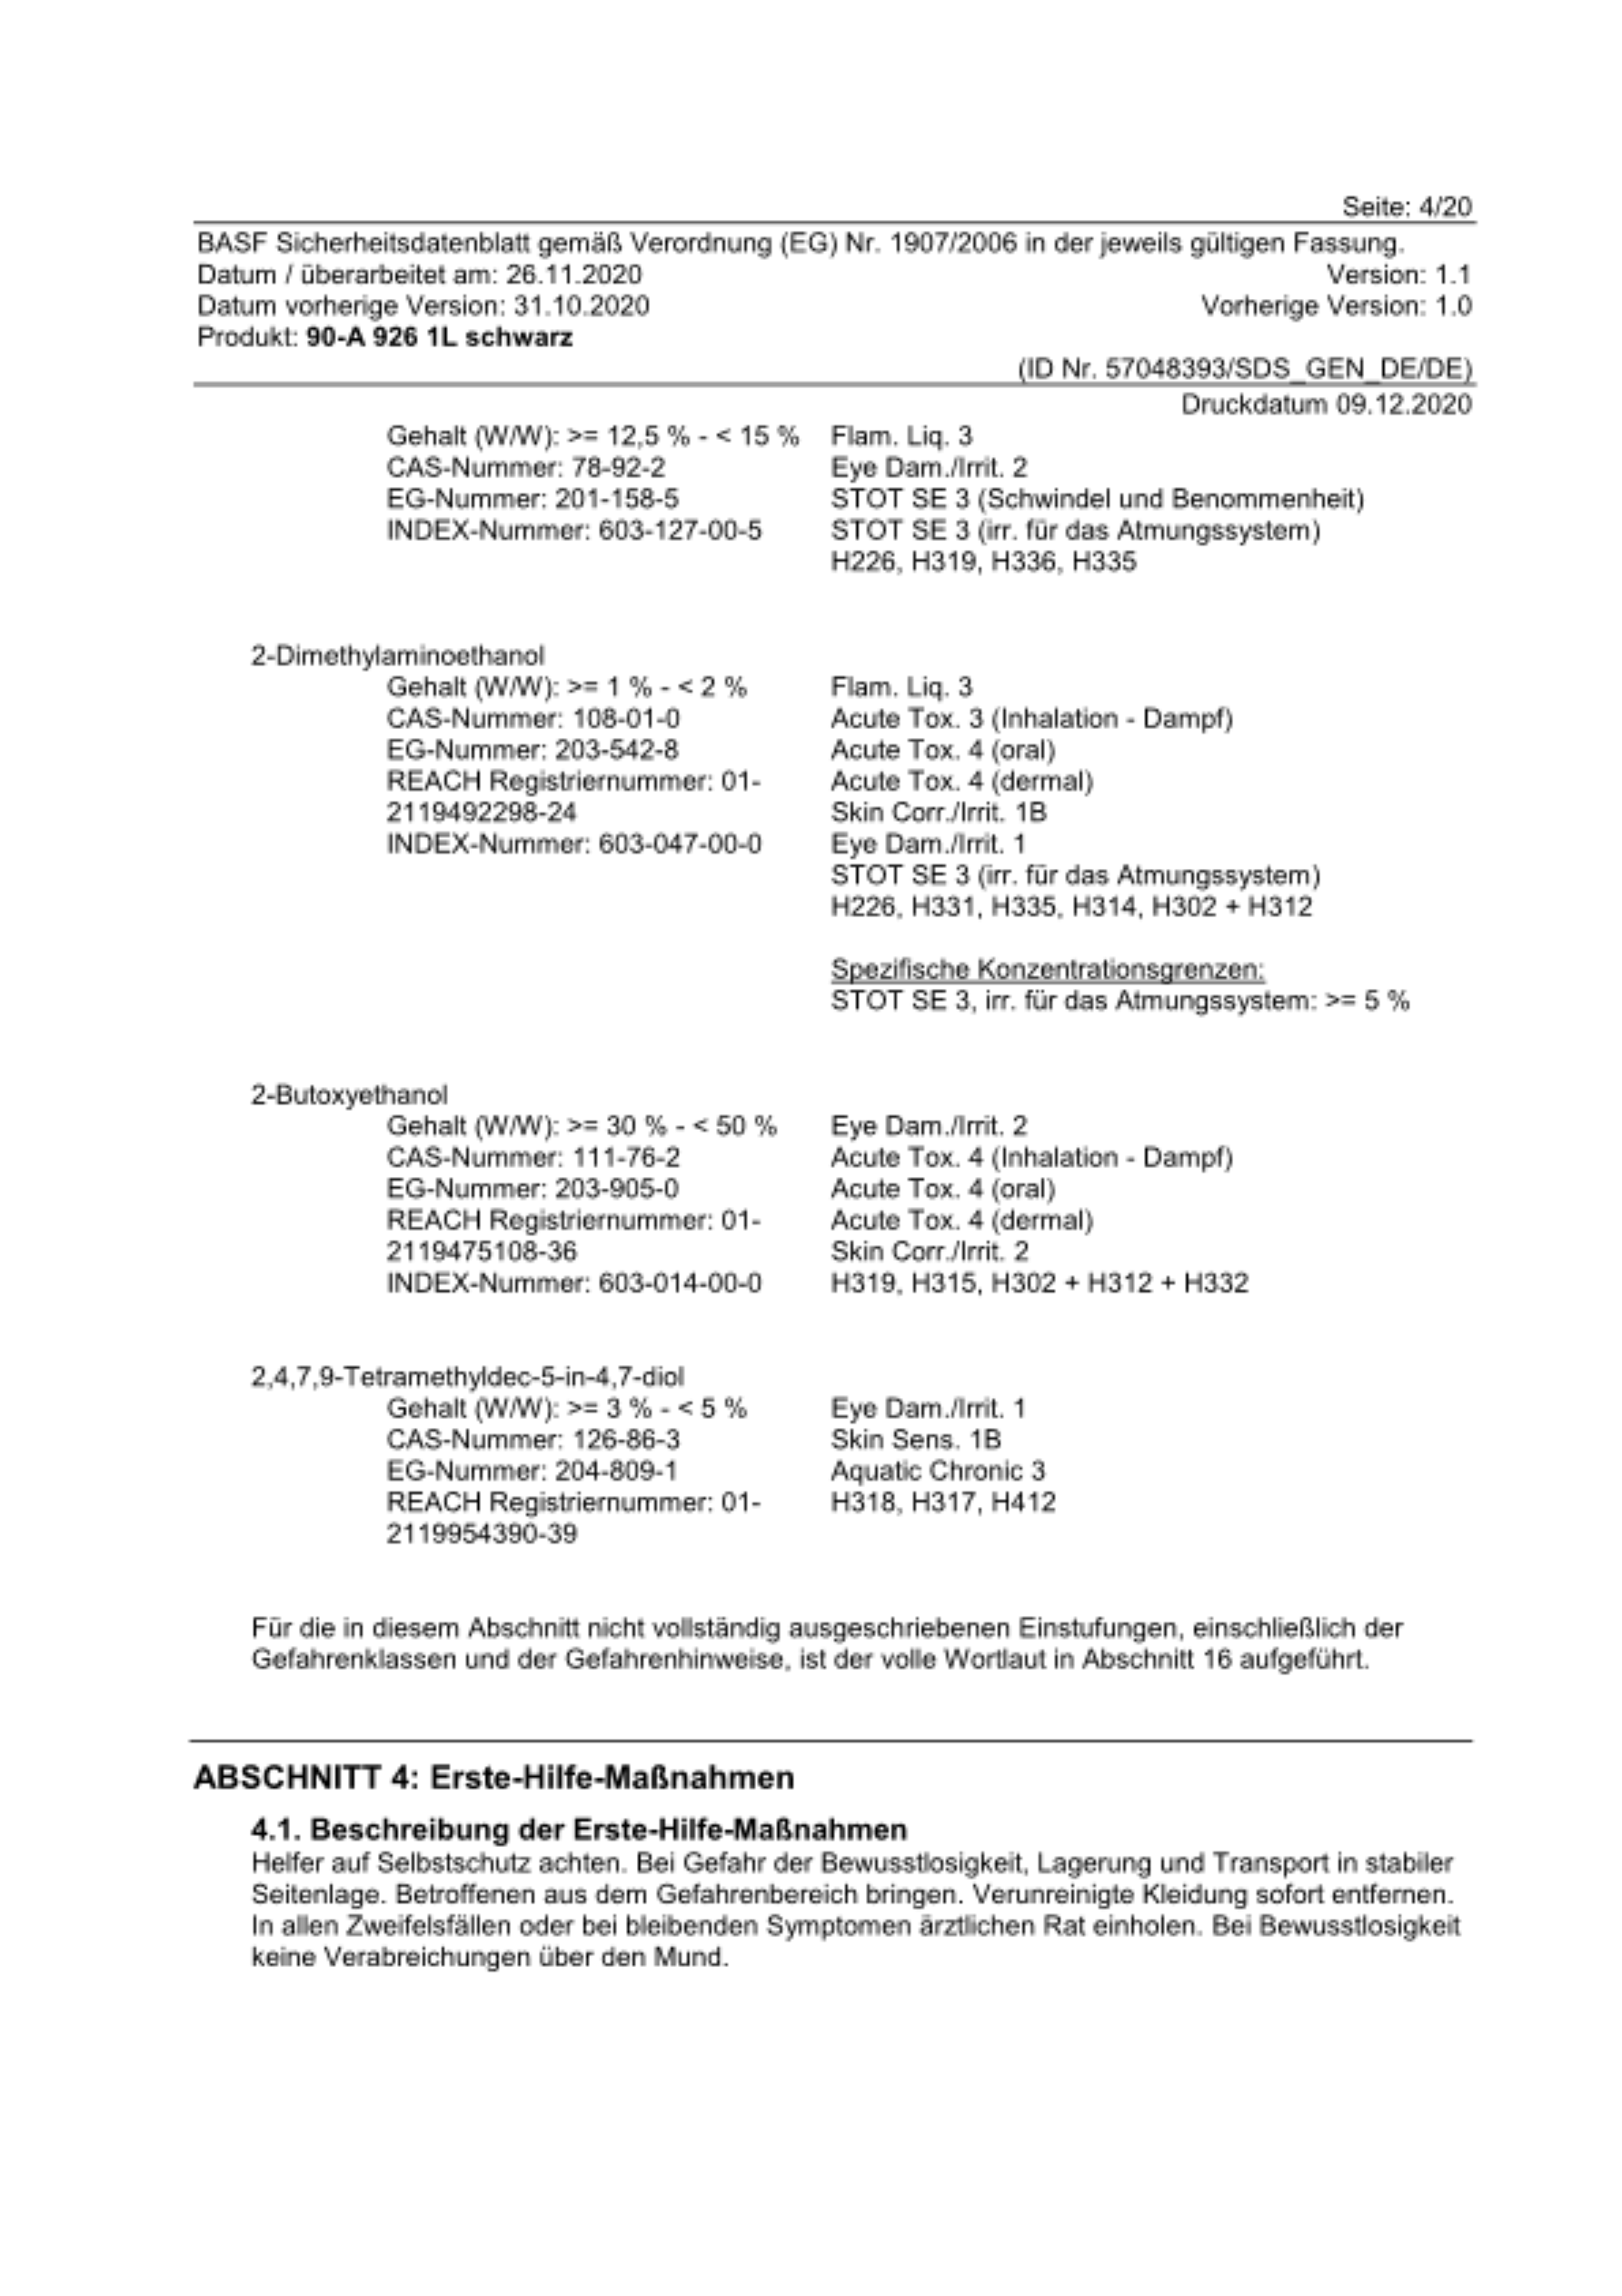 Seite: 4/20
BASF Sicherheitsdatenblatt gemäß Verordnung (EG) Nr. 1907/2006 in der jeweils gültigen Fassung.
Datum / überarbeitet am: 26.11.2020 Version: 1.1
Datum vorherige Version: 31.10.2020 Vorherige Version: 1.0
Produkt: 90-A 926 1L schwarz
(ID Nr. 57048393/SDS_GEN_DE/DE)
Druckdatum 09.12.2020
Gehalt (W/W): >= 12,5 % - < 15 % Flam. Liq. 3
CAS-Nummer: 78-92-2 Eye Dam./Irrit. 2
EG-Nummer: 201-158-5 STOT SE 3 (Schwindel und Benommenheit)
INDEX-Nummer: 603-127-00-5 STOT SE 3 (irr. für das Atmungssystem)
H226, H319, H336, H335
2-Dimethylaminoethanol
Gehalt (W/W): >= 1 % - < 2 % Flam. Liq. 3
CAS-Nummer: 108-01-0 Acute Tox. 3 (Inhalation - Dampf)
EG-Nummer: 203-542-8 Acute Tox. 4 (oral)
REACH Registriernummer: 01- Acute Tox. 4 (dermal)
2119492298-24 Skin Corr./Irrit. 1B
INDEX-Nummer: 603-047-00-0 Eye Dam./Irrit. 1
STOT SE 3 (irr. für das Atmungssystem)
H226, H331, H335, H314, H302 + H312
Spezifische Konzentrationsgrenzen:
STOT SE 3, irr. für das Atmungssystem: >= 5 %
2-Butoxyethanol
Gehalt (W/W): >= 30 % - < 50 % Eye Dam./Irrit. 2
CAS-Nummer: 111-76-2 Acute Tox. 4 (Inhalation - Dampf)
EG-Nummer: 203-905-0 Acute Tox. 4 (oral)
REACH Registriernummer: 01- Acute Tox. 4 (dermal)
2119475108-36 Skin Corr./Irrit. 2
INDEX-Nummer: 603-014-00-0 H319, H315, H302 + H312 + H332
2,4,7,9-Tetramethyldec-5-in-4,7-diol
Gehalt (W/W): >= 3 % - < 5 % Eye Dam./Irrit. 1
CAS-Nummer: 126-86-3 Skin Sens. 1B
EG-Nummer: 204-809-1 Aquatic Chronic 3
REACH Registriernummer: 01- H318, H317, H412
2119954390-39
Für die in diesem Abschnitt nicht vollständig ausgeschriebenen Einstufungen, einschließlich der
Gefahrenklassen und der Gefahrenhinweise, ist der volle Wortlaut in Abschnitt 16 aufgeführt.
ABSCHNITT 4: Erste-Hilfe-Maßnahmen
4.1. Beschreibung der Erste-Hilfe-Maßnahmen
Helfer auf Selbstschutz achten. Bei Gefahr der Bewusstlosigkeit, Lagerung und Transport in stabiler
Seitenlage. Betroffenen aus dem Gefahrenbereich bringen. Verunreinigte Kleidung sofort entfernen.
In allen Zweifelsfällen oder bei bleibenden Symptomen ärztlichen Rat einholen. Bei Bewusstlosigkeit
keine Verabreichungen über den Mund.